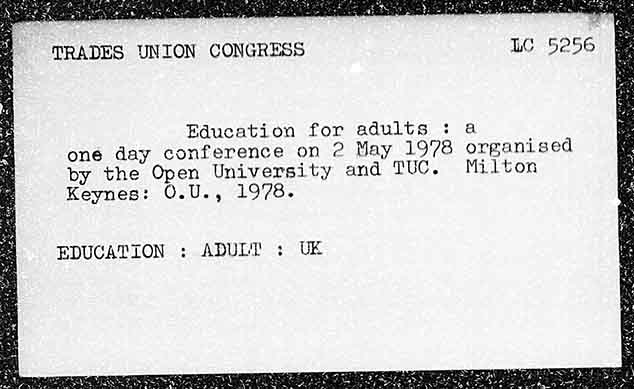 TRADES UNION CONGRESS LC 5256
Education for adults : a
one day conference on 2 May 1978 organised
by the Open University and TUC. Milton
Keynes: O.U., 1978.
EDUCATION : ADULT : UK